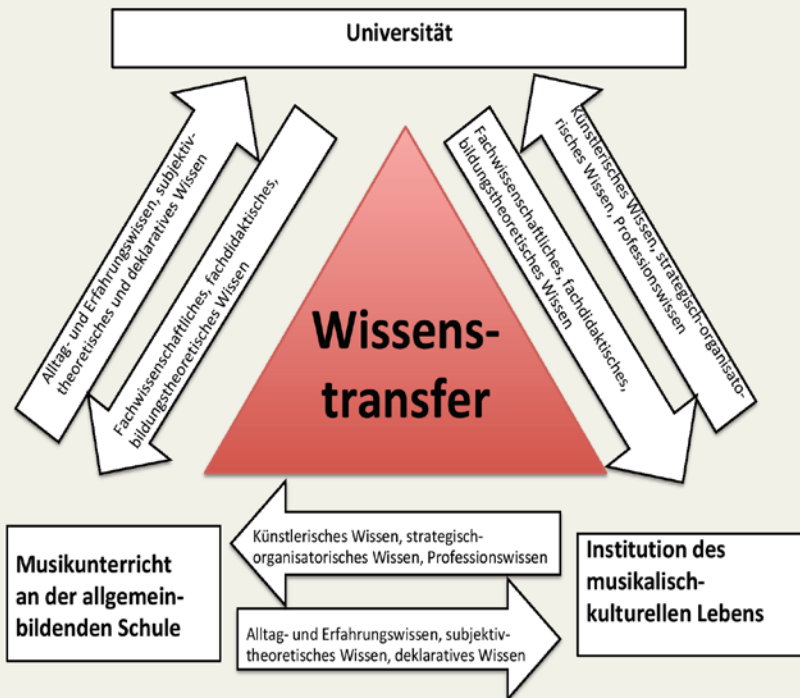 Universität
Alltag- und Erfahrungswissen, subjektiv-
theoretisches und deklaratives Wissen
Fachwissenschaftliches, fachdidaktisches,
bildungstheoretisches Wissen
Fachwissenschaftliches, fachdidaktisches,
bildungstheoretisches Wissen
Künstlerisches Wissen, strategisch-organisato-
risches Wissen, Professionswissen
Wissens-
transfer
Musikunterricht
an der allgemein-
bildenden Schule
Künstlerisches Wissen, strategisch-
organisatorisches Wissen, Professionswissen
Alltag- und Erfahrungswissen, subjektiv-
theoretisches Wissen, deklaratives Wissen
Institution des
musikalisch-
kulturellen Lebens